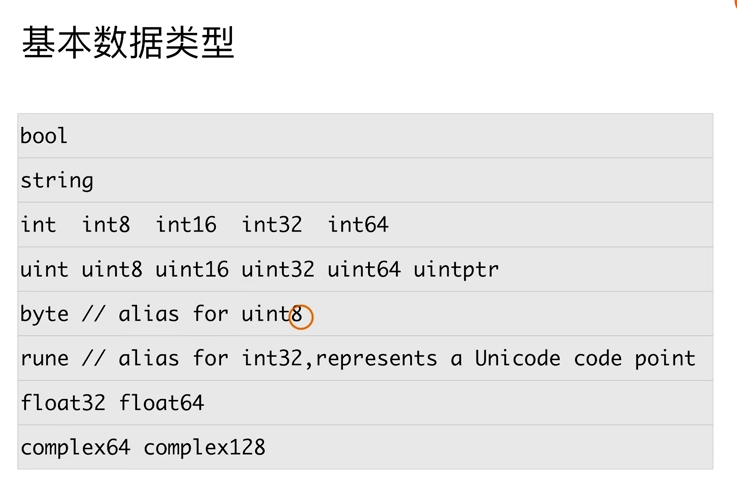 基本数据类型
bool
string
int int8 int16 int32 int64
uint uint8 uint16 uint32 uint64 uintptr
byte // alias for uint8
rune // alias for int32,represents a Unicode code point
float32 float64
complex64 complex128